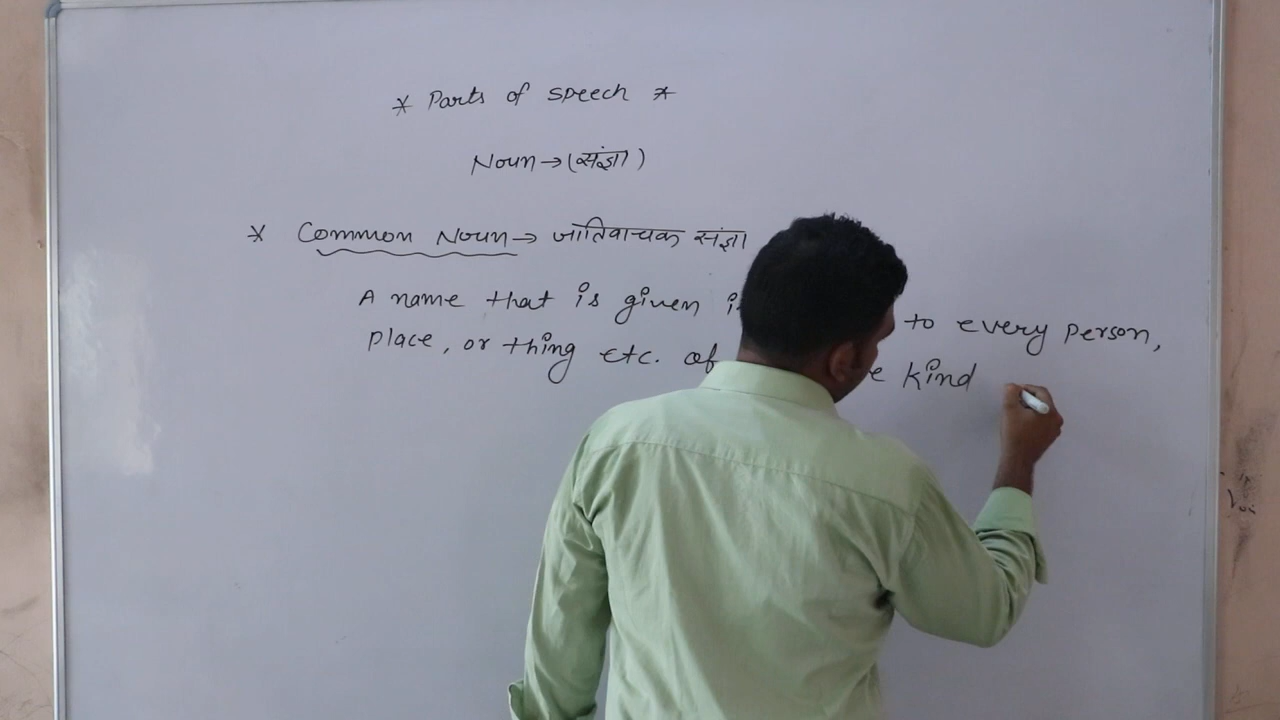 * Parts of speech *
Noun → (संज्ञा)
* Common Noun → जातिवाचक संज्ञा
A name that is given to every person,
place, or thing etc. of kind